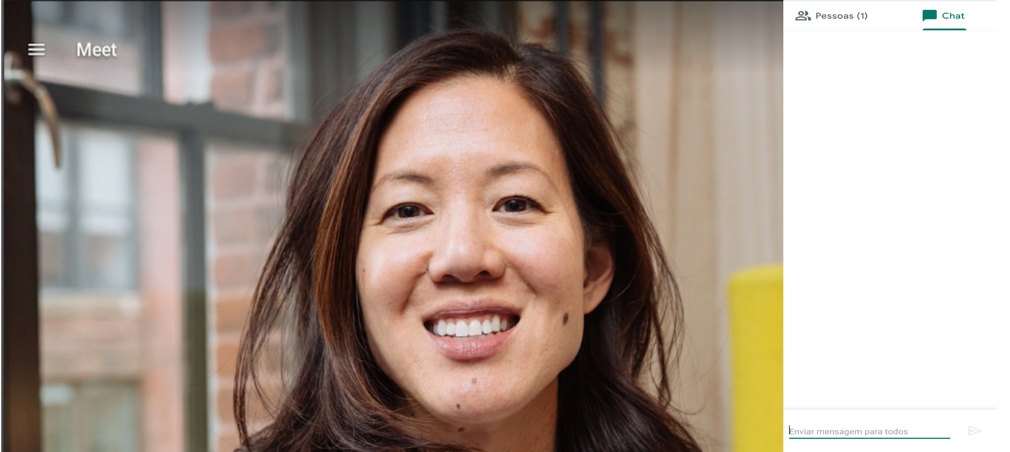 Meet
Pessoas (1)
Chat
Enviar mensagem para todos